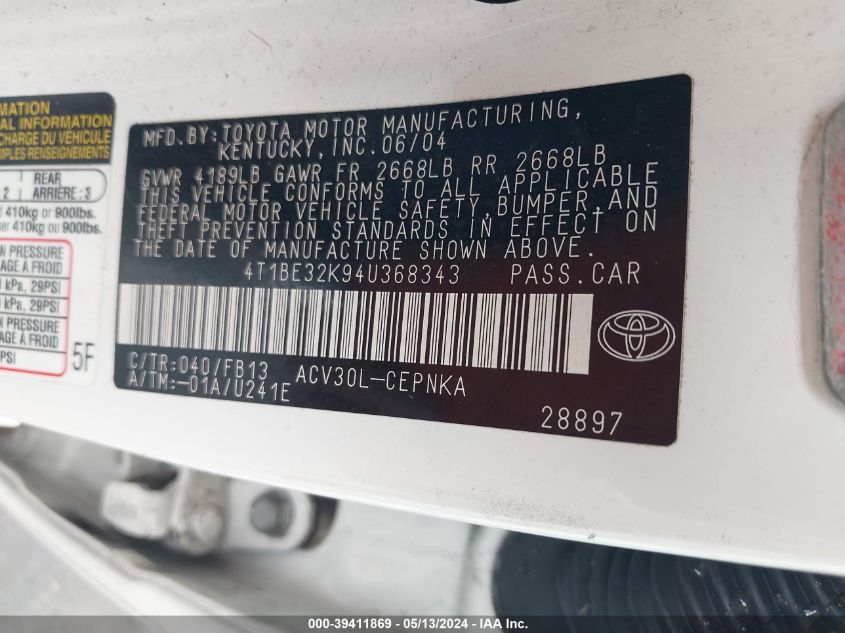 MFD.BY:TOYOTA MOTOR MANUFACTURING,
KENTUCKY, INC.06/04
GVWR 4189LB GAWR FR 2668LB RR 2668LB
THIS VEHICLE CONFORMS TO ALL APPLICABLE
FEDERAL MOTOR VEHICLE SAFETY,BUMPER,AND
THEFT PREVENTION STANDARDS IN EFFECT ON
THE DATE OF MANUFACTURE SHOWN ABOVE.
4T1BE32K94U368343 PASS.CAR
C/TR:040/FB13
A/TM:-01A/U241E
ACV30L-CEPNKA
28897
MATION
INFORMATION
CHARGE DU VÉHICULE
MPLES RENSEIGNEMENTS
2
REAR
ARRIÈRE: 3
410kg or 900lbs.
ser 410kg ou 900lbs.
PRESSURE
AGE A FROID
kPa, 29PSI
kPa, 29PSI
PRESSURE
AGE A FROID
PSI
5F
000-39411869 - 05/13/2024 - IAA Inc.